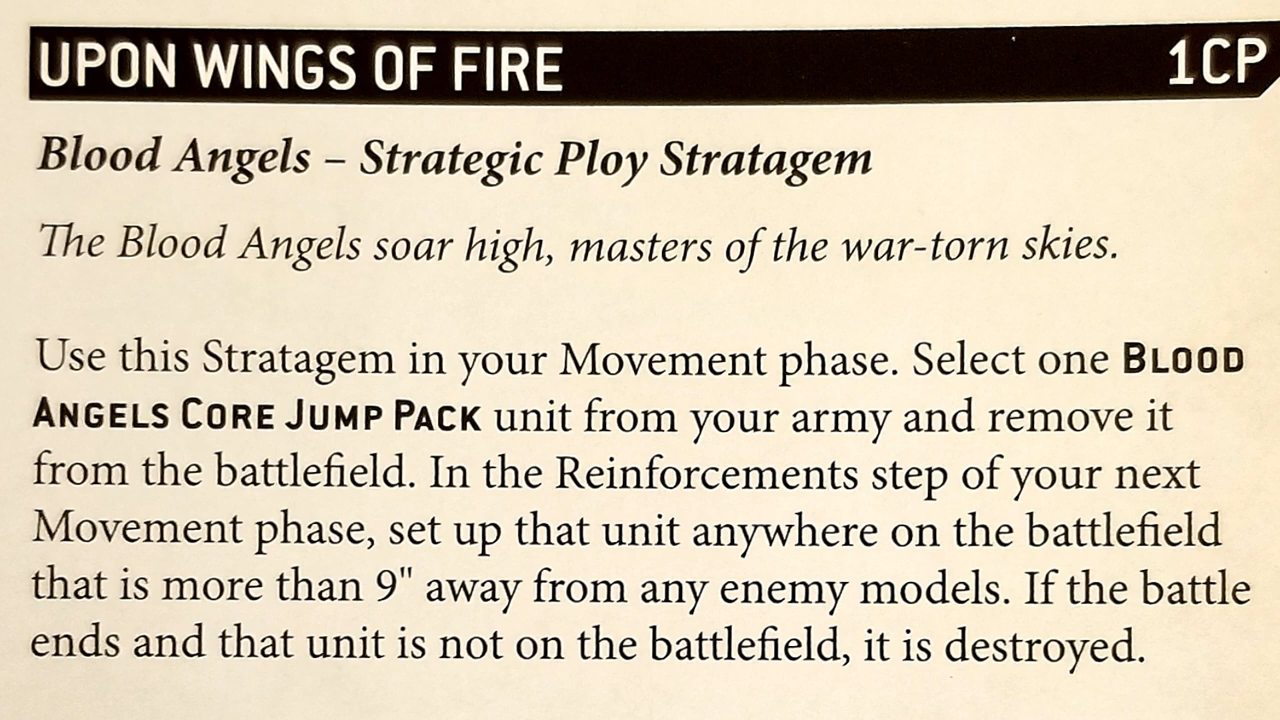 UPON WINGS OF FIRE 1CP
Blood Angels – Strategic Ploy Stratagem
The Blood Angels soar high, masters of the war-torn skies.
Use this Stratagem in your Movement phase. Select one BLOOD
ANGELS CORE JUMP PACK unit from your army and remove it
from the battlefield. In the Reinforcements step of your next
Movement phase, set up that unit anywhere on the battlefield
that is more than 9" away from any enemy models. If the battle
ends and that unit is not on the battlefield, it is destroyed.